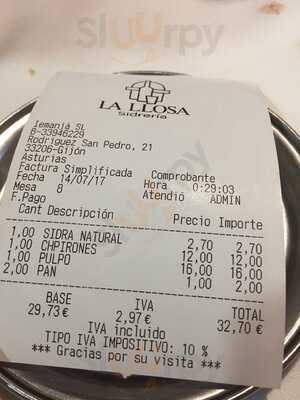 Sluurpy
LA LLOSA
Sidrería
Iemanjá SL
B-33946229
Rodriguez San Pedro, 21
33206-Gijón
Asturias
Factura Simplificada Comprobante
Fecha 14/07/17 Hora 0:29:03
Mesa 8 Atendió ADMIN
F.Pago
Cant Descripción Precio Importe
1,00 SIDRA NATURAL 2,70 2,70
1,00 CHPIRONES 12,00 12,00
1,00 PULPO 16,00 16,00
2,00 PAN 1,00 2,00
BASE IVA TOTAL
29,73 € 2,97 € 32,70 €
IVA incluido
TIPO IVA IMPOSITIVO: 10 %
*** Gracias por su visita ***